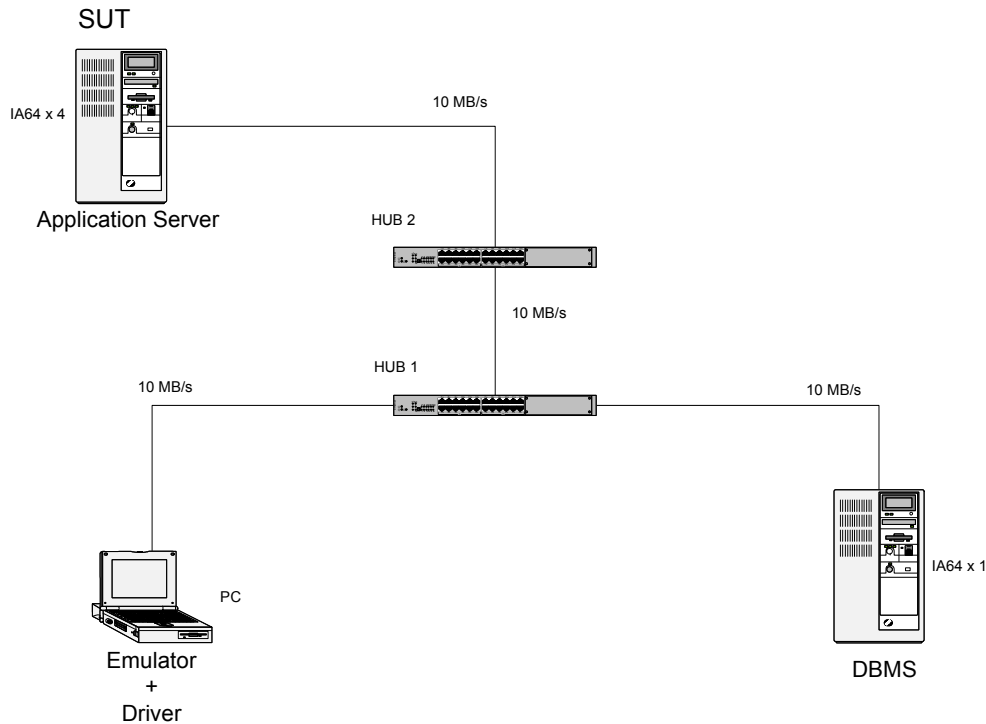 SUT
10 MB/s
IA64 x 4
Application Server
HUB 2
10 MB/s
HUB 1
10 MB/s
10 MB/s
IA64 x 1
PC
Emulator
+
Driver
DBMS